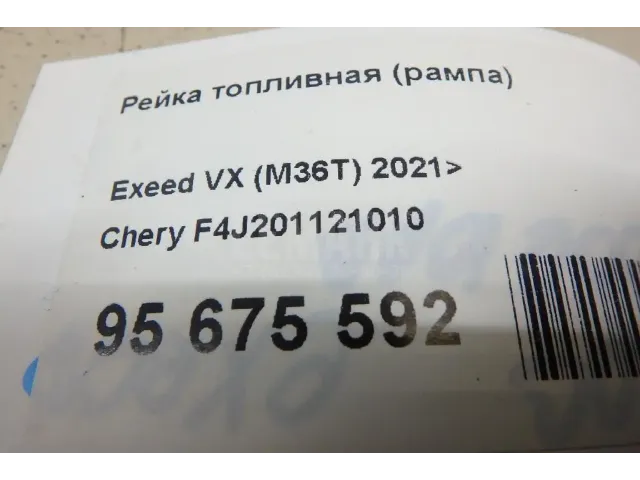 Рейка топливная (рампа)
Exeed VX (M36T) 2021>
Chery F4J201121010
95 675 592